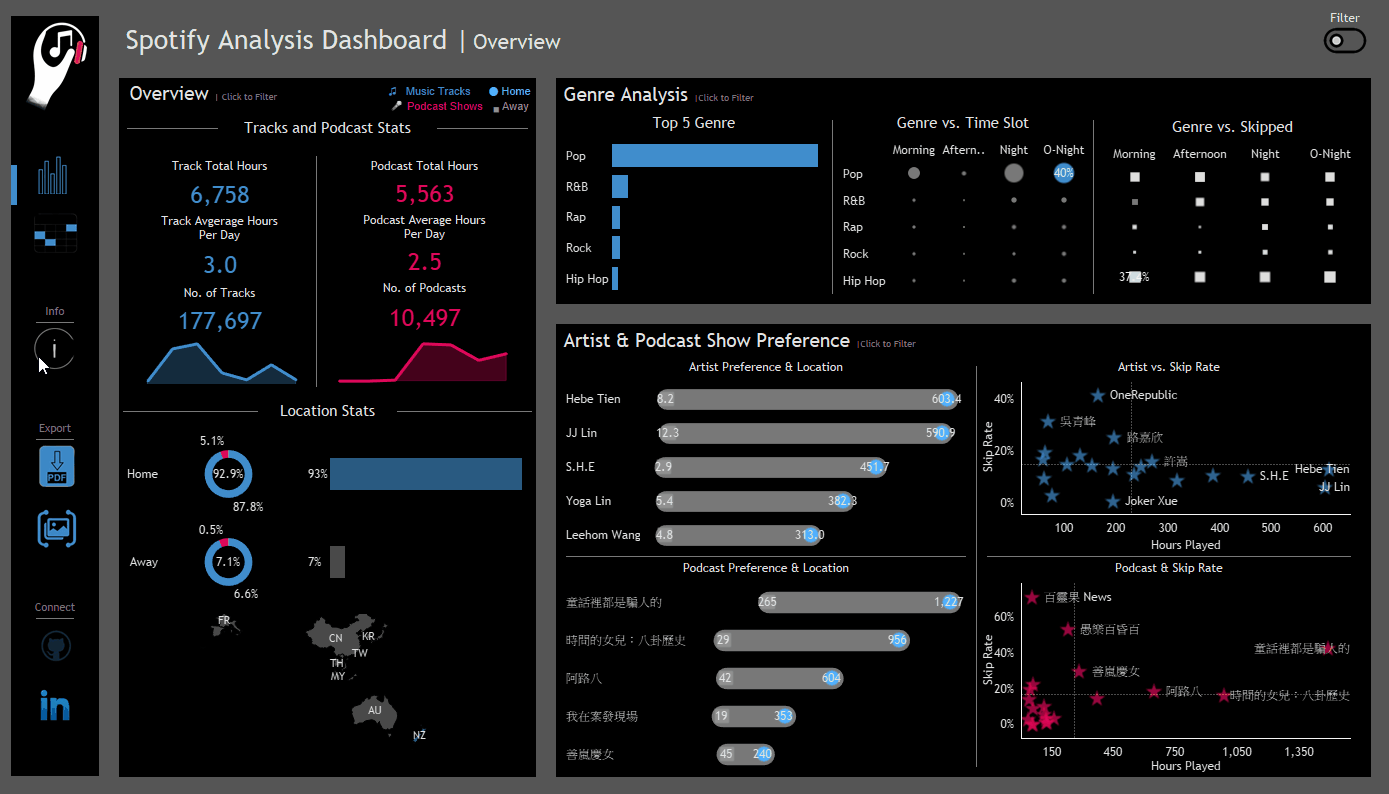 Spotify Analysis Dashboard | Overview
Filter
Overview | Click to Filter
Music Tracks
Home
Podcast Shows
Away
Tracks and Podcast Stats
Track Total Hours
6,758
Track Avgerage Hours
Per Day
3.0
No. of Tracks
177,697
Podcast Total Hours
5,563
Podcast Average Hours
Per Day
2.5
No. of Podcasts
10,497
Location Stats
Home
5.1%
92.9%
87.8%
93%
Away
0.5%
7.1%
6.6%
7%
FR
CN
KR
TW
TH
MY
AU
NZ
Info
i
Export
PDF
Connect
in
Genre Analysis |Click to Filter
Top 5 Genre
Pop
R&B
Rap
Rock
Hip Hop
Genre vs. Time Slot
Morning Aftern.. Night O-Night
Pop 40%
R&B
Rap
Rock
Hip Hop
Genre vs. Skipped
Morning Afternoon Night O-Night
37.4%
Artist & Podcast Show Preference |Click to Filter
Artist Preference & Location
Hebe Tien 8.2 603.4
JJ Lin 12.3 590.9
S.H.E 2.9 451.7
Yoga Lin 5.4 382.3
Leehom Wang 4.8 313.0
Artist vs. Skip Rate
Skip Rate
40%
20%
0%
OneRepublic
吳青峰
路嘉欣
許嵩
S.H.E
Hebe Tien
JJ Lin
Joker Xue
100 200 300 400 500 600
Hours Played
Podcast Preference & Location
童話裡都是騙人的 265 1,227
時間的女兒：八卦歷史 29 956
阿路八 42 604
我在案發現場 19 353
善嵐慶女 45 240
Podcast & Skip Rate
Skip Rate
60%
40%
20%
0%
百靈果 News
愚樂百昏百
童話裡都是騙人的
善嵐慶女
阿路八
時間的女兒：八卦歷史
150 450 750 1,050 1,350
Hours Played